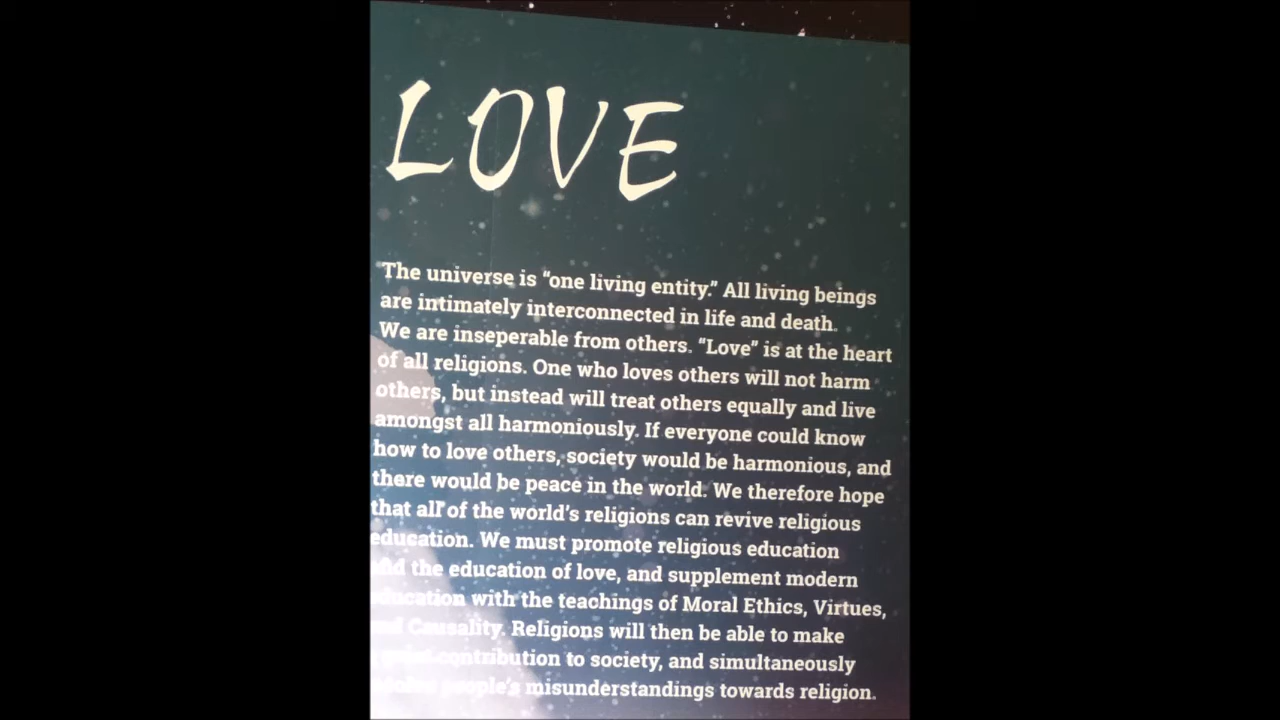 LOVE
The universe is “one living entity.” All living beings
are intimately interconnected in life and death.
We are inseperable from others. “Love” is at the heart
of all religions. One who loves others will not harm
others, but instead will treat others equally and live
amongst all harmoniously. If everyone could know
how to love others, society would be harmonious, and
there would be peace in the world. We therefore hope
that all of the world’s religions can revive religious
education. We must promote religious education
and the education of love, and supplement modern
education with the teachings of Moral Ethics, Virtues,
and Causality. Religions will then be able to make
contribution to society, and simultaneously
people’s misunderstandings towards religion.